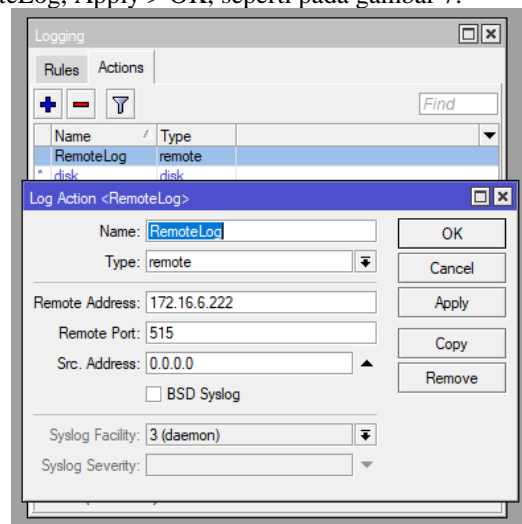 teLog, Apply > OK, seperti pada gambar 7.
Logging
Rules Actions
Find
Name Type
RemoteLog remote
* disk disk
Log Action <RemoteLog>
Name: RemoteLog
OK
Type: remote
Cancel
Remote Address: 172.16.6.222
Apply
Remote Port: 515
Copy
Src. Address: 0.0.0.0
Remove
BSD Syslog
Syslog Facility: 3 (daemon)
Syslog Severity: